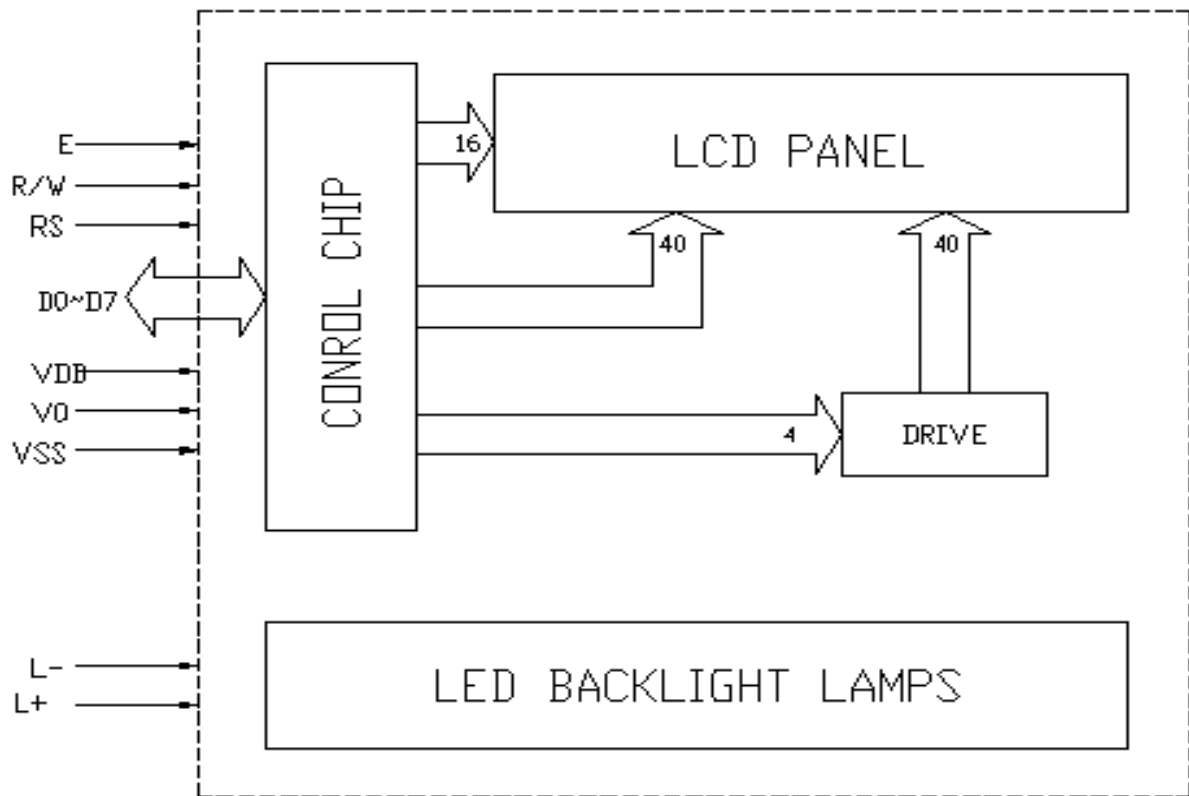 E
R/W
RS
D0~D7
VDB
V0
VSS
L-
L+
CONROL CHIP
16
LCD PANEL
40
40
4
DRIVE
LED BACKLIGHT LAMPS